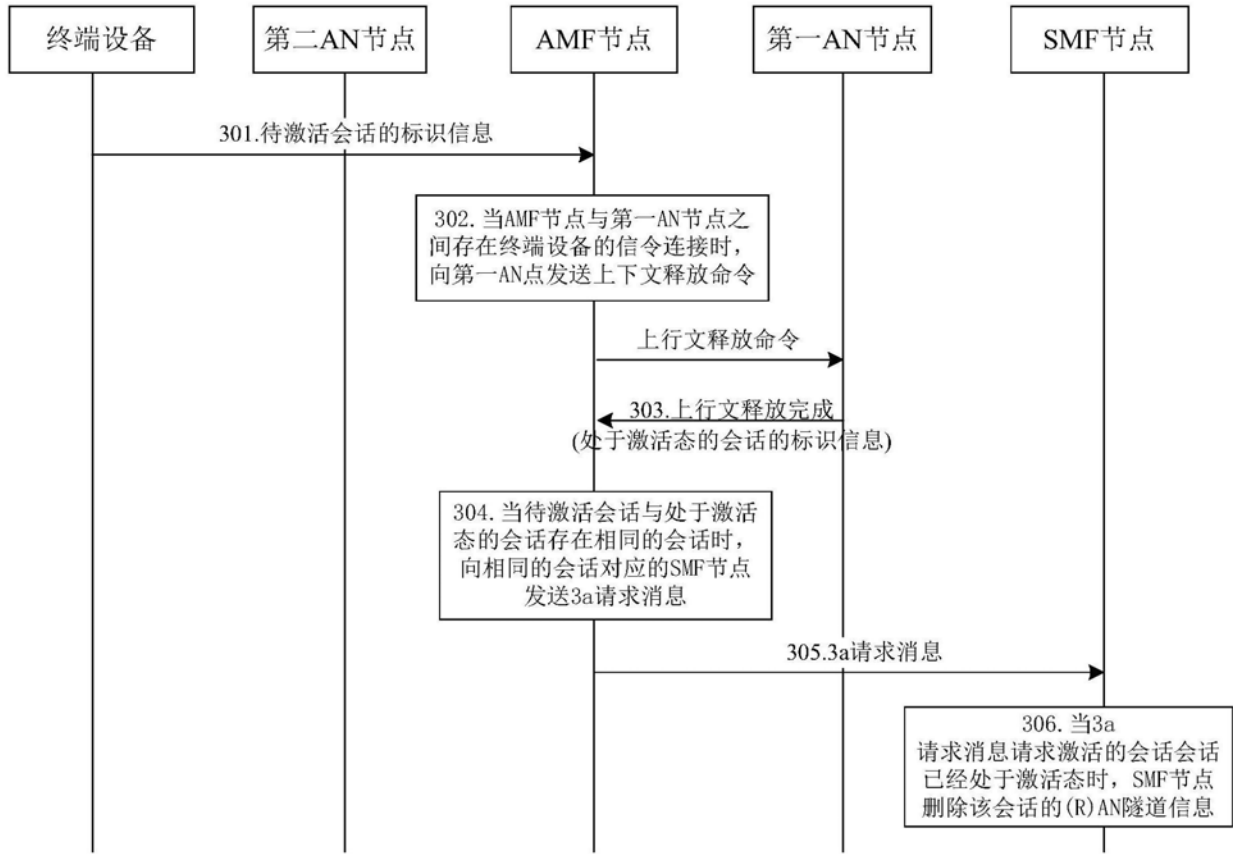 终端设备
第二AN节点
AMF节点
第一AN节点
SMF节点
301.待激活会话的标识信息
302.当AMF节点与第一AN节点之
间存在终端设备的信令连接时，
向第一AN点发送上下文释放命令
上行文释放命令
303.上行文释放完成
(处于激活态的会话的标识信息)
304.当待激活会话与处于激活
态的会话存在相同的会话时，
向相同的会话对应的SMF节点
发送3a请求消息
305.3a请求消息
306.当3a
请求消息请求激活的会话会话
已经处于激活态时，SMF节点
删除该会话的(R)AN隧道信息